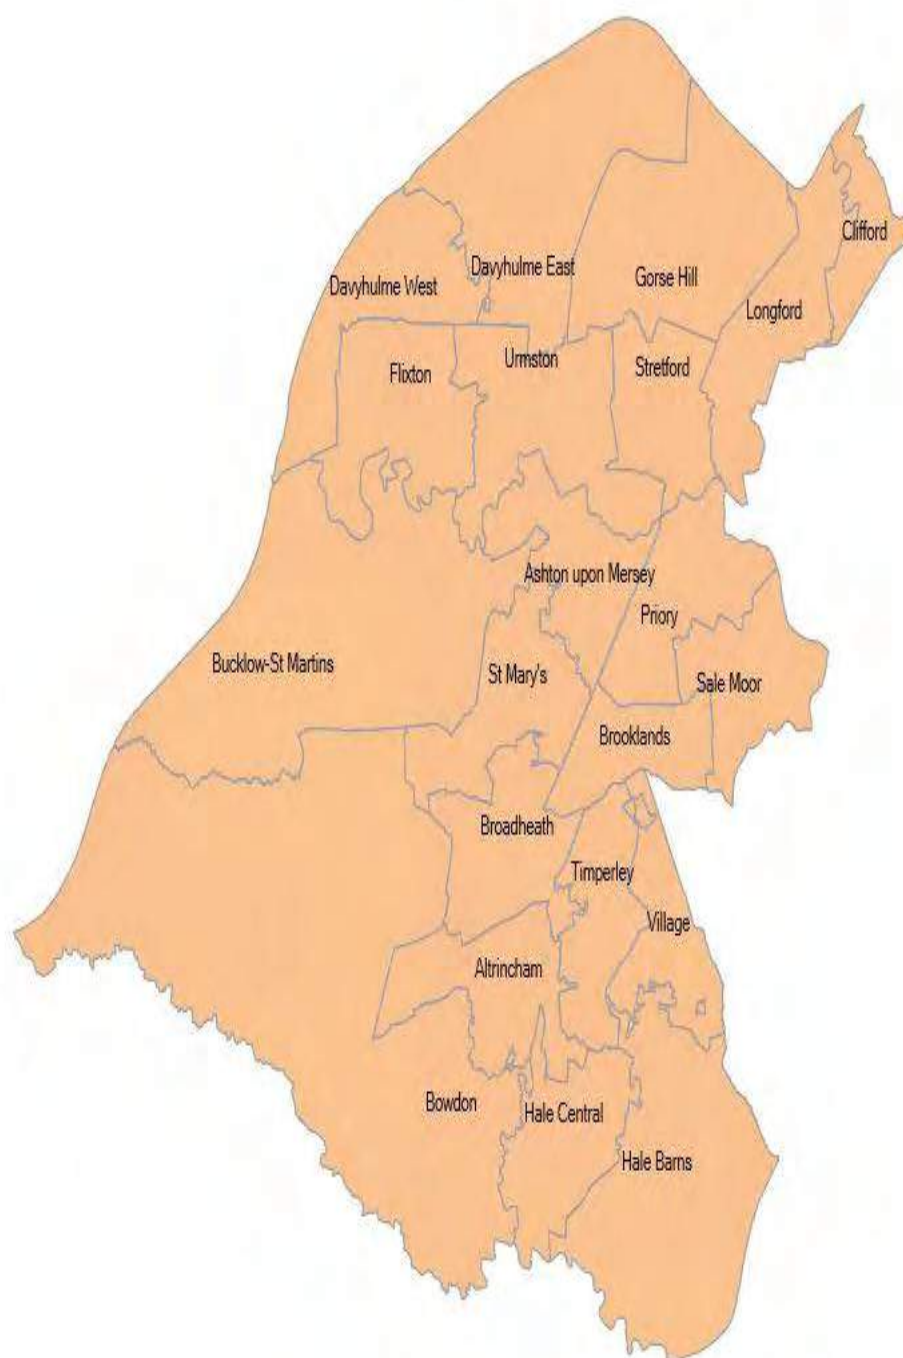 Clifford
Davyhulme East
Gorse Hill
Davyhulme West
Longford
Urmston
Stretford
Flixton
Ashton upon Mersey
Priory
Bucklow-St Martins
St Mary's
Sale Moor
Brooklands
Broadheath
Timperley
Village
Altrincham
Bowdon
Hale Central
Hale Barns